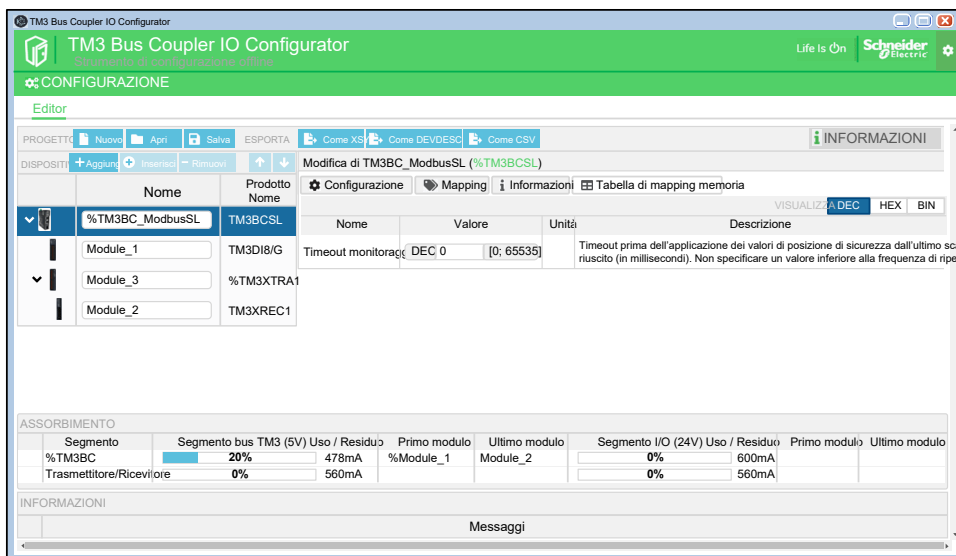 TM3 Bus Coupler IO Configurator
TM3 Bus Coupler IO Configurator
Life Is On Schneider Electric
CONFIGURAZIONE
Editor
PROGETTO Nuovo Apri Salva ESPORTA Come XS Come DEVDESC Come CSV INFORMAZIONI
DISPOSITI Aggiung Inserisci Rimuovi Modifica di TM3BC_ModbusSL (%TM3BCSL)
Nome Prodotto Nome
Configurazione Mapping Informazioni Tabella di mapping memoria
VISUALIZZA DEC HEX BIN
%TM3BC_ModbusSL TM3BCSL
Module_1 TM3DI8/G
Module_3 %TM3XTRA1
Module_2 TM3XREC1
Nome Valore Unità Descrizione
Timeout monitoragg DEC 0 [0; 65535] Timeout prima dell'applicazione dei valori di posizione di sicurezza dall'ultimo sca
riuscito (in millisecondi). Non specificare un valore inferiore alla frequenza di ripe
ASSORBIMENTO
Segmento Segmento bus TM3 (5V) Uso / Residuo Primo modulo Ultimo modulo Segmento I/O (24V) Uso / Residuo Primo modulo Ultimo modulo
%TM3BC 20% 478mA %Module_1 Module_2 0% 600mA
Trasmettitore/Ricevitore 0% 560mA 0% 560mA
INFORMAZIONI
Messaggi